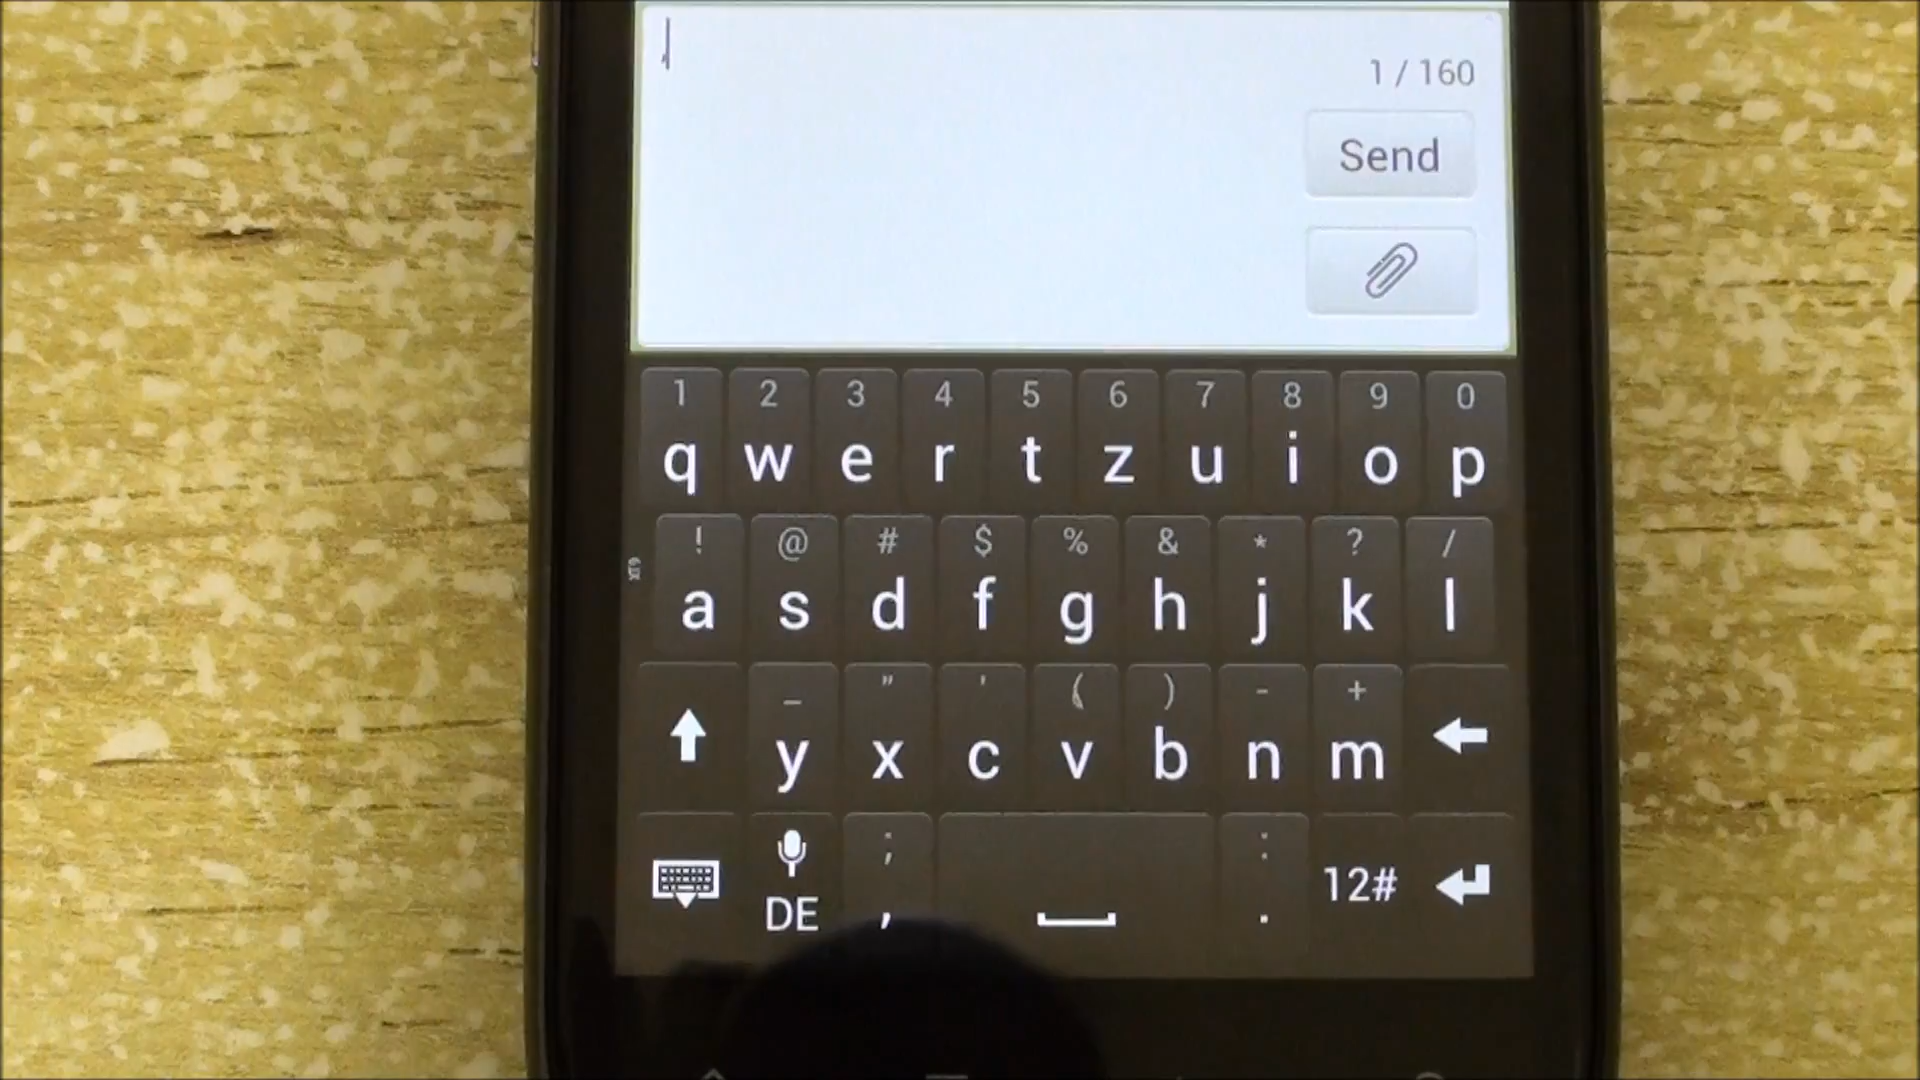 ,
1 / 160
Send
1 2 3 4 5 6 7 8 9 0
q w e r t z u i o p
! @ # $ % & * ? /
a s d f g h j k l
_ " ' ( ) - +
y x c v b n m
; :
DE , . 12#